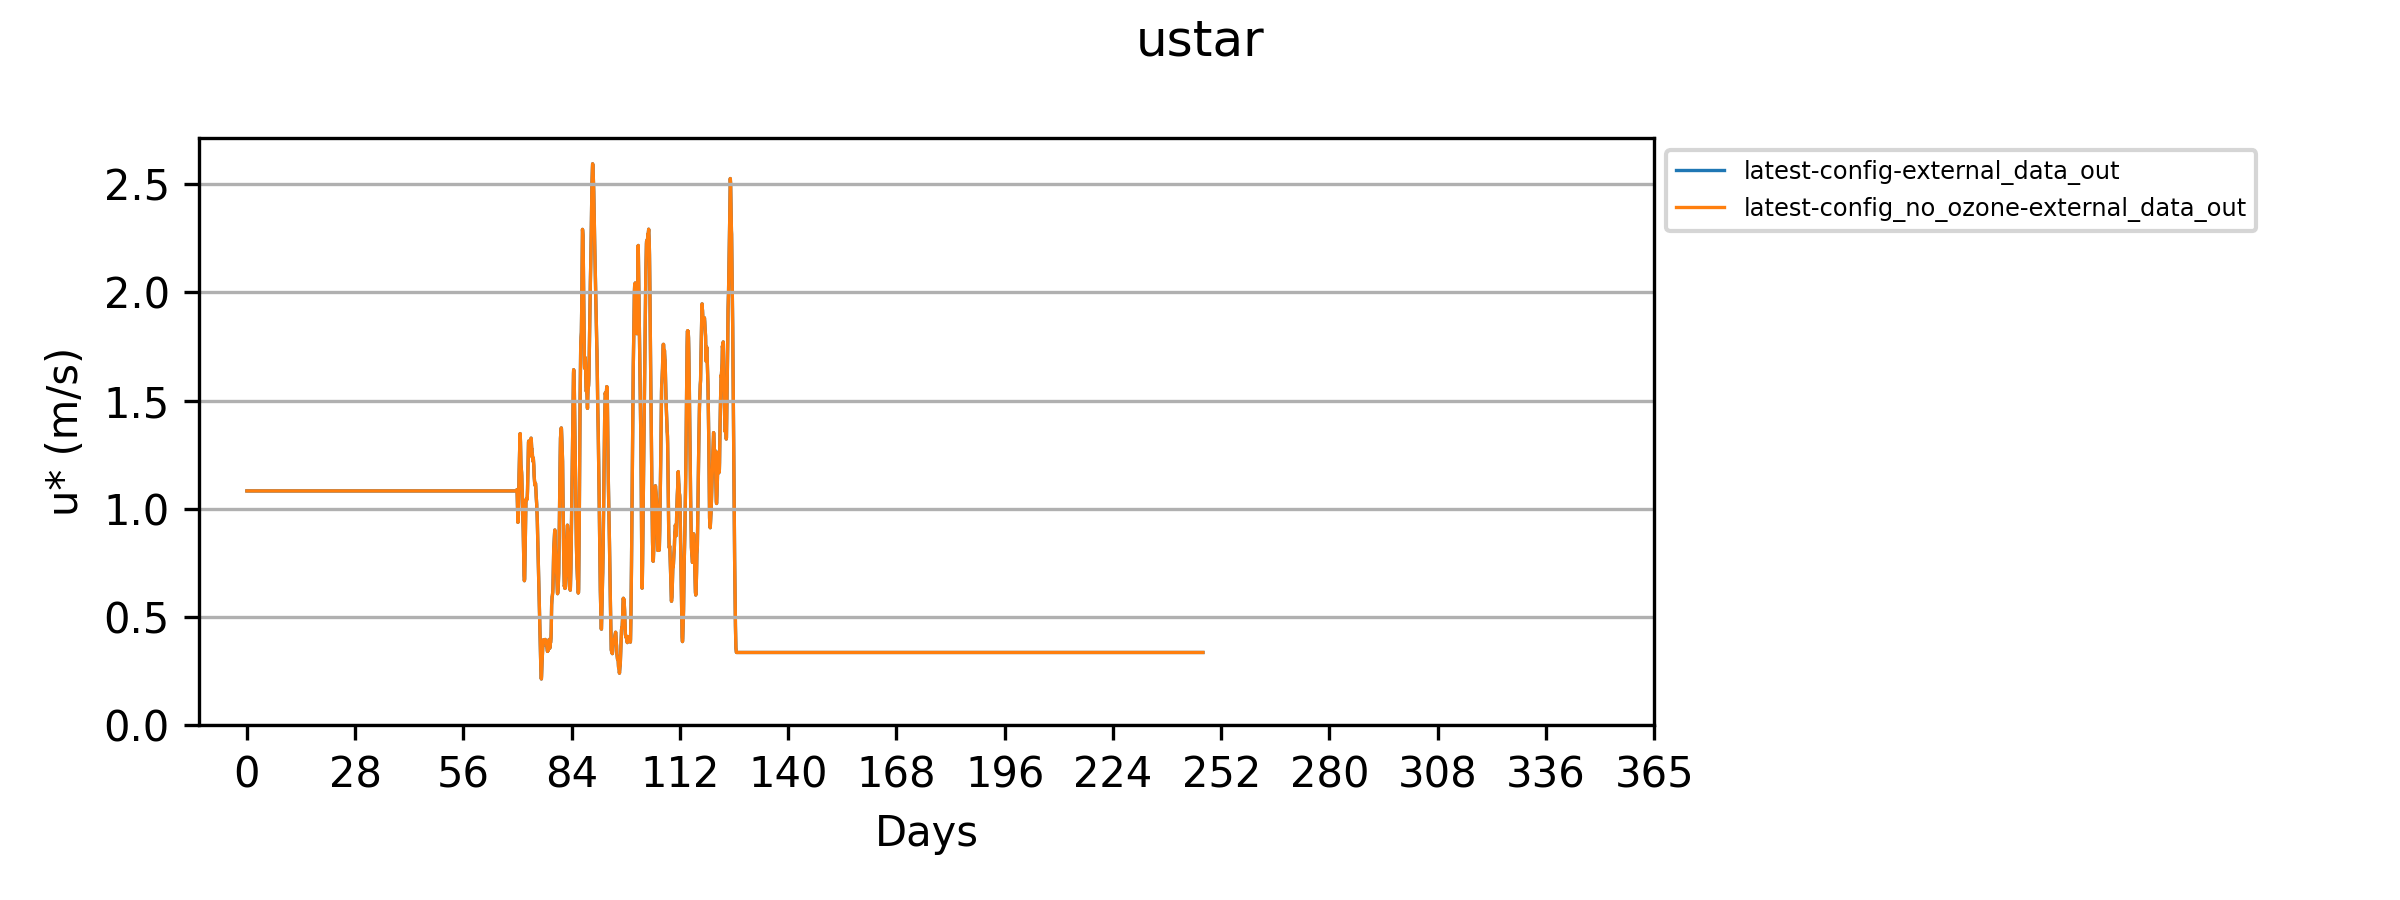 ustar
2.5
2.0
1.5
1.0
0.5
0.0
u* (m/s)
0 28 56 84 112 140 168 196 224 252 280 308 336 365
Days
latest-config-external_data_out
latest-config_no_ozone-external_data_out